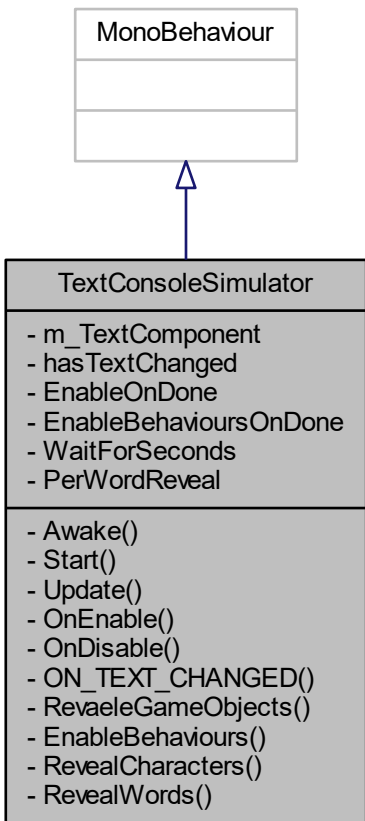 MonoBehaviour
TextConsoleSimulator
- m_TextComponent
- hasTextChanged
- EnableOnDone
- EnableBehavioursOnDone
- WaitForSeconds
- PerWordReveal
- Awake()
- Start()
- Update()
- OnEnable()
- OnDisable()
- ON_TEXT_CHANGED()
- RevaeleGameObjects()
- EnableBehaviours()
- RevealCharacters()
- RevealWords()